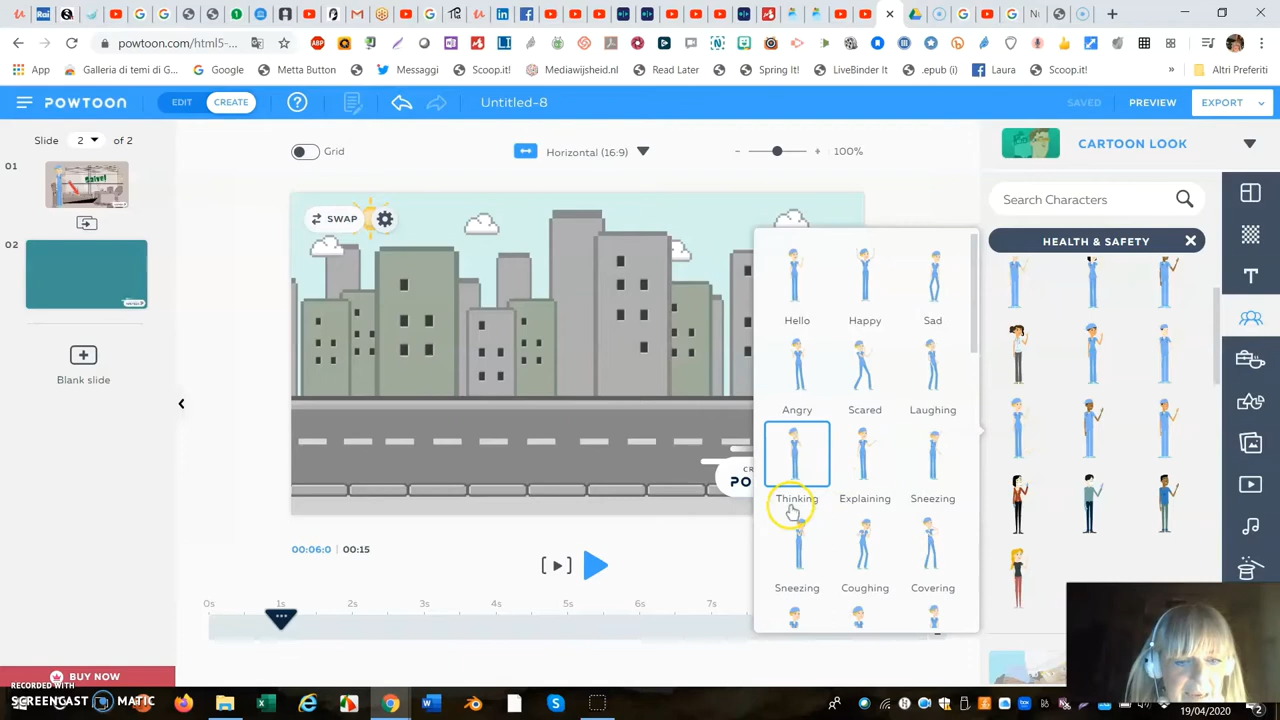 powtoon.com/html5-...
App
Galleria di temi di G...
Google
Metta Button
Messaggi
Scoop.it!
Mediawijsheid.nl
Read Later
Spring It!
LiveBinder It
.epub (i)
Laura
Scoop.it!
»
Altri Preferiti
POWTOON
EDIT
CREATE
Untitled-8
SAVED
PREVIEW
EXPORT
Slide
2
of 2
Grid
Horizontal (16:9)
-
+
100%
CARTOON LOOK
01
Salve!
02
Blank slide
SWAP
Search Characters
HEALTH & SAFETY
Hello
Happy
Sad
Angry
Scared
Laughing
Thinking
Explaining
Sneezing
Sneezing
Coughing
Covering
00:06:0
00:15
0s
1s
2s
3s
4s
5s
6s
7s
BUY NOW
RECORDED WITH
SCREENCAST MATIC
19/04/2020